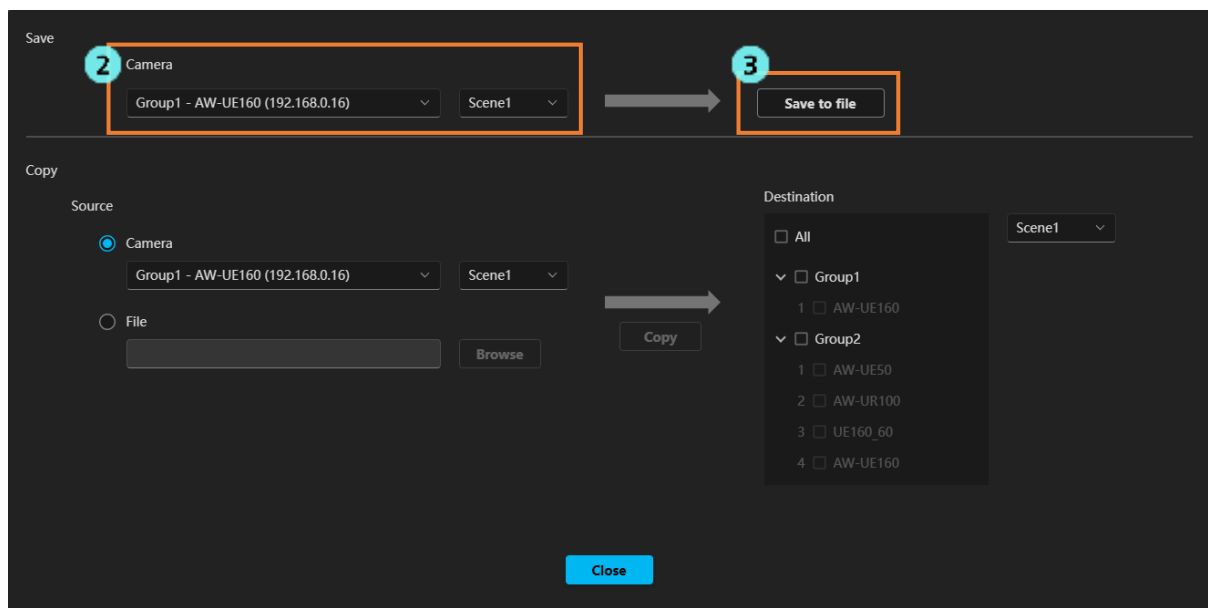 Save
2
Camera
3
Group1 - AW-UE160 (192.168.0.16)
Scene1
Save to file
Copy
Source
Camera
Group1 - AW-UE160 (192.168.0.16)
Scene1
File
Browse
Copy
Destination
All
Scene1
Group1
1 AW-UE160
Group2
1 AW-UE50
2 AW-UR100
3 UE160_60
4 AW-UE160
Close